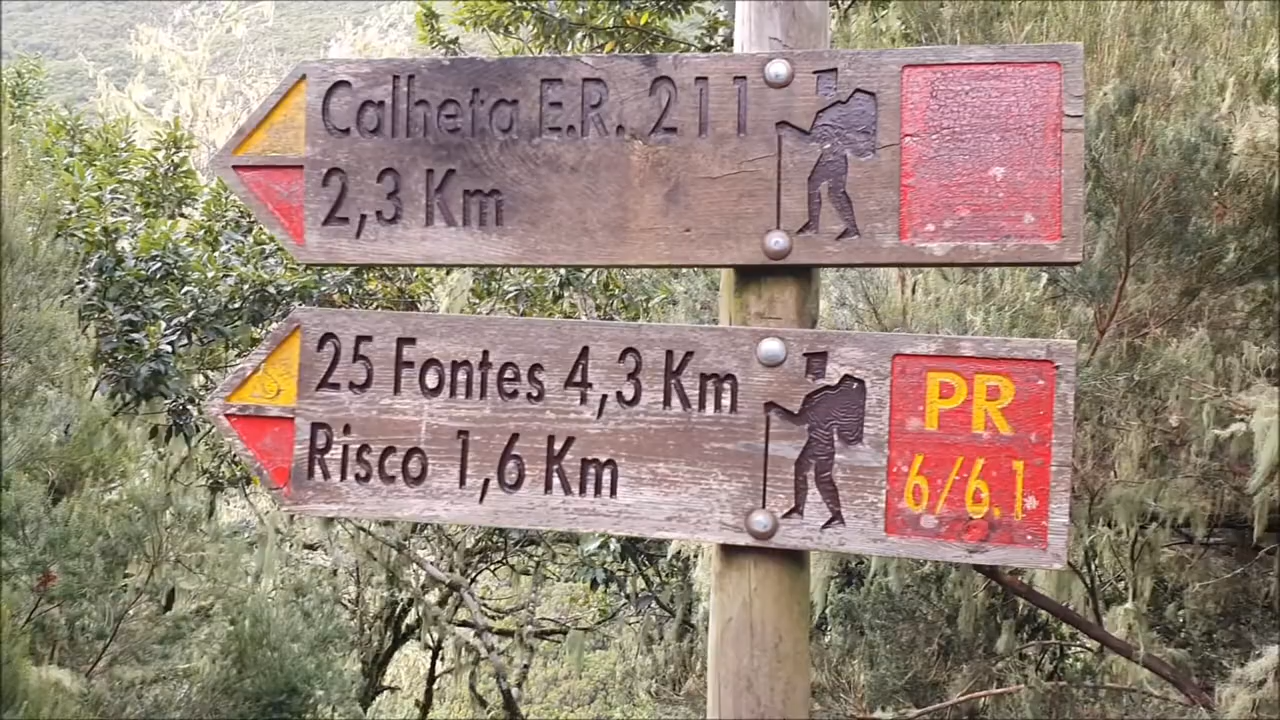 Calheta E.R. 211
2,3 Km
25 Fontes 4,3 Km
Risco 1,6 Km
PR
6/6.1